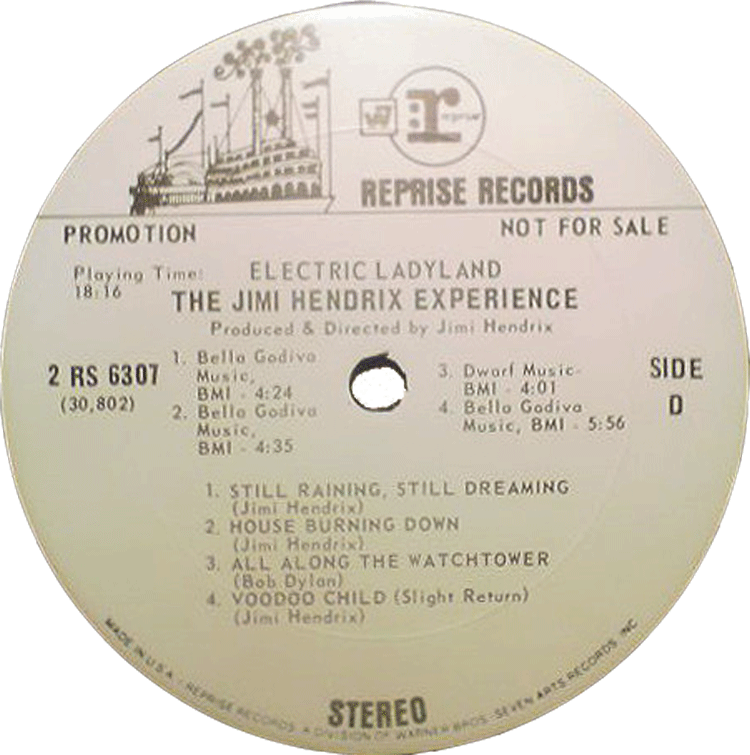 W7
r
reprise
REPRISE RECORDS
PROMOTION
NOT FOR SALE
Playing Time:
18:16
ELECTRIC LADYLAND
THE JIMI HENDRIX EXPERIENCE
Produced & Directed by Jimi Hendrix
2 RS 6307
(30,802)
1. Bella Godiva
Music,
BMI - 4:24
2. Bella Godiva
Music,
BMI - 4:35
3. Dwarf Music-
BMI - 4:01
4. Bella Godiva
Music, BMI - 5:56
SIDE
D
1. STILL RAINING, STILL DREAMING
(Jimi Hendrix)
2. HOUSE BURNING DOWN
(Jimi Hendrix)
3. ALL ALONG THE WATCHTOWER
(Bob Dylan)
4. VOODOO CHILD (Slight Return)
(Jimi Hendrix)
STEREO
MADE IN U.S.A. · REPRISE RECORDS, A DIVISION OF WARNER BROS.-SEVEN ARTS RECORDS, INC.